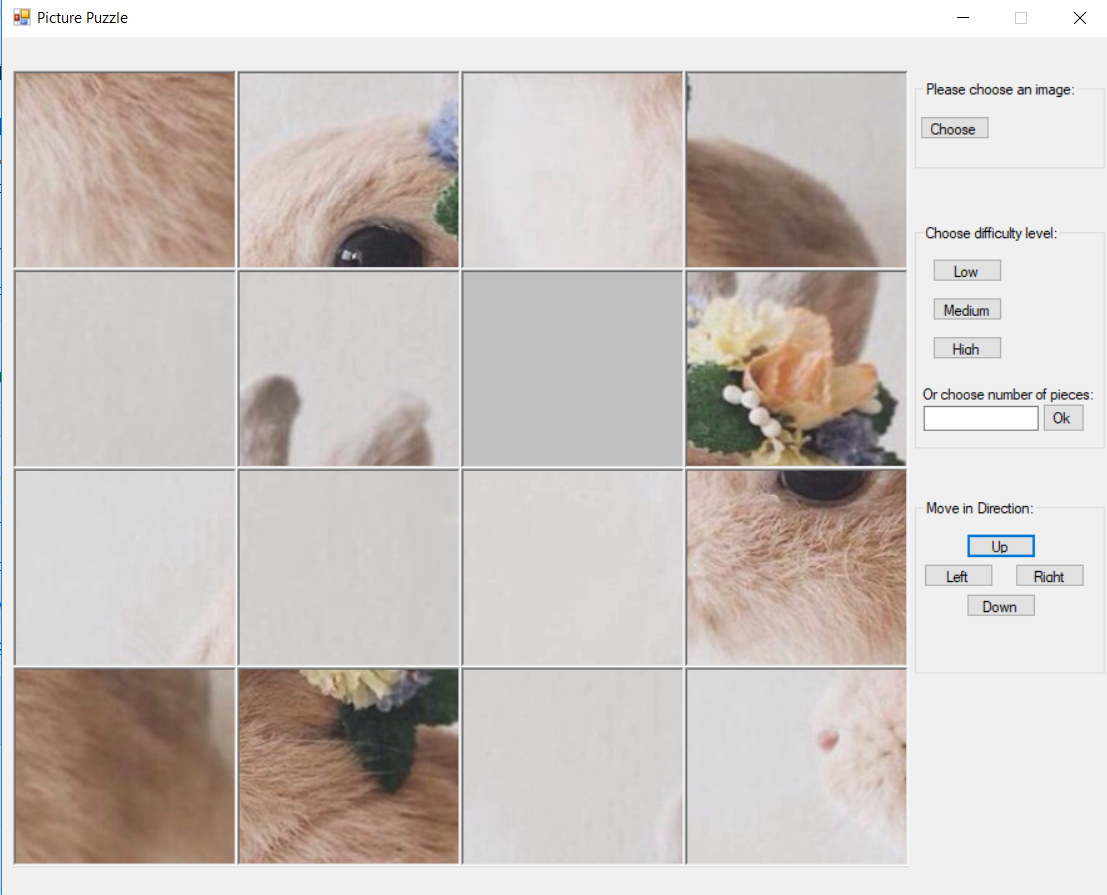 Picture Puzzle
Please choose an image:
Choose
Choose difficulty level:
Low
Medium
High
Or choose number of pieces:
Ok
Move in Direction:
Up
Left Right
Down